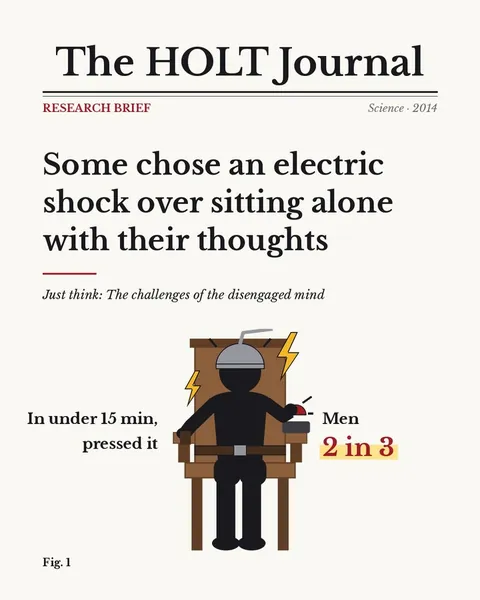 The HOLT Journal
RESEARCH BRIEF
Science · 2014
Some chose an electric
shock over sitting alone
with their thoughts
Just think: The challenges of the disengaged mind
In under 15 min,
pressed it
Men
2 in 3
Fig. 1